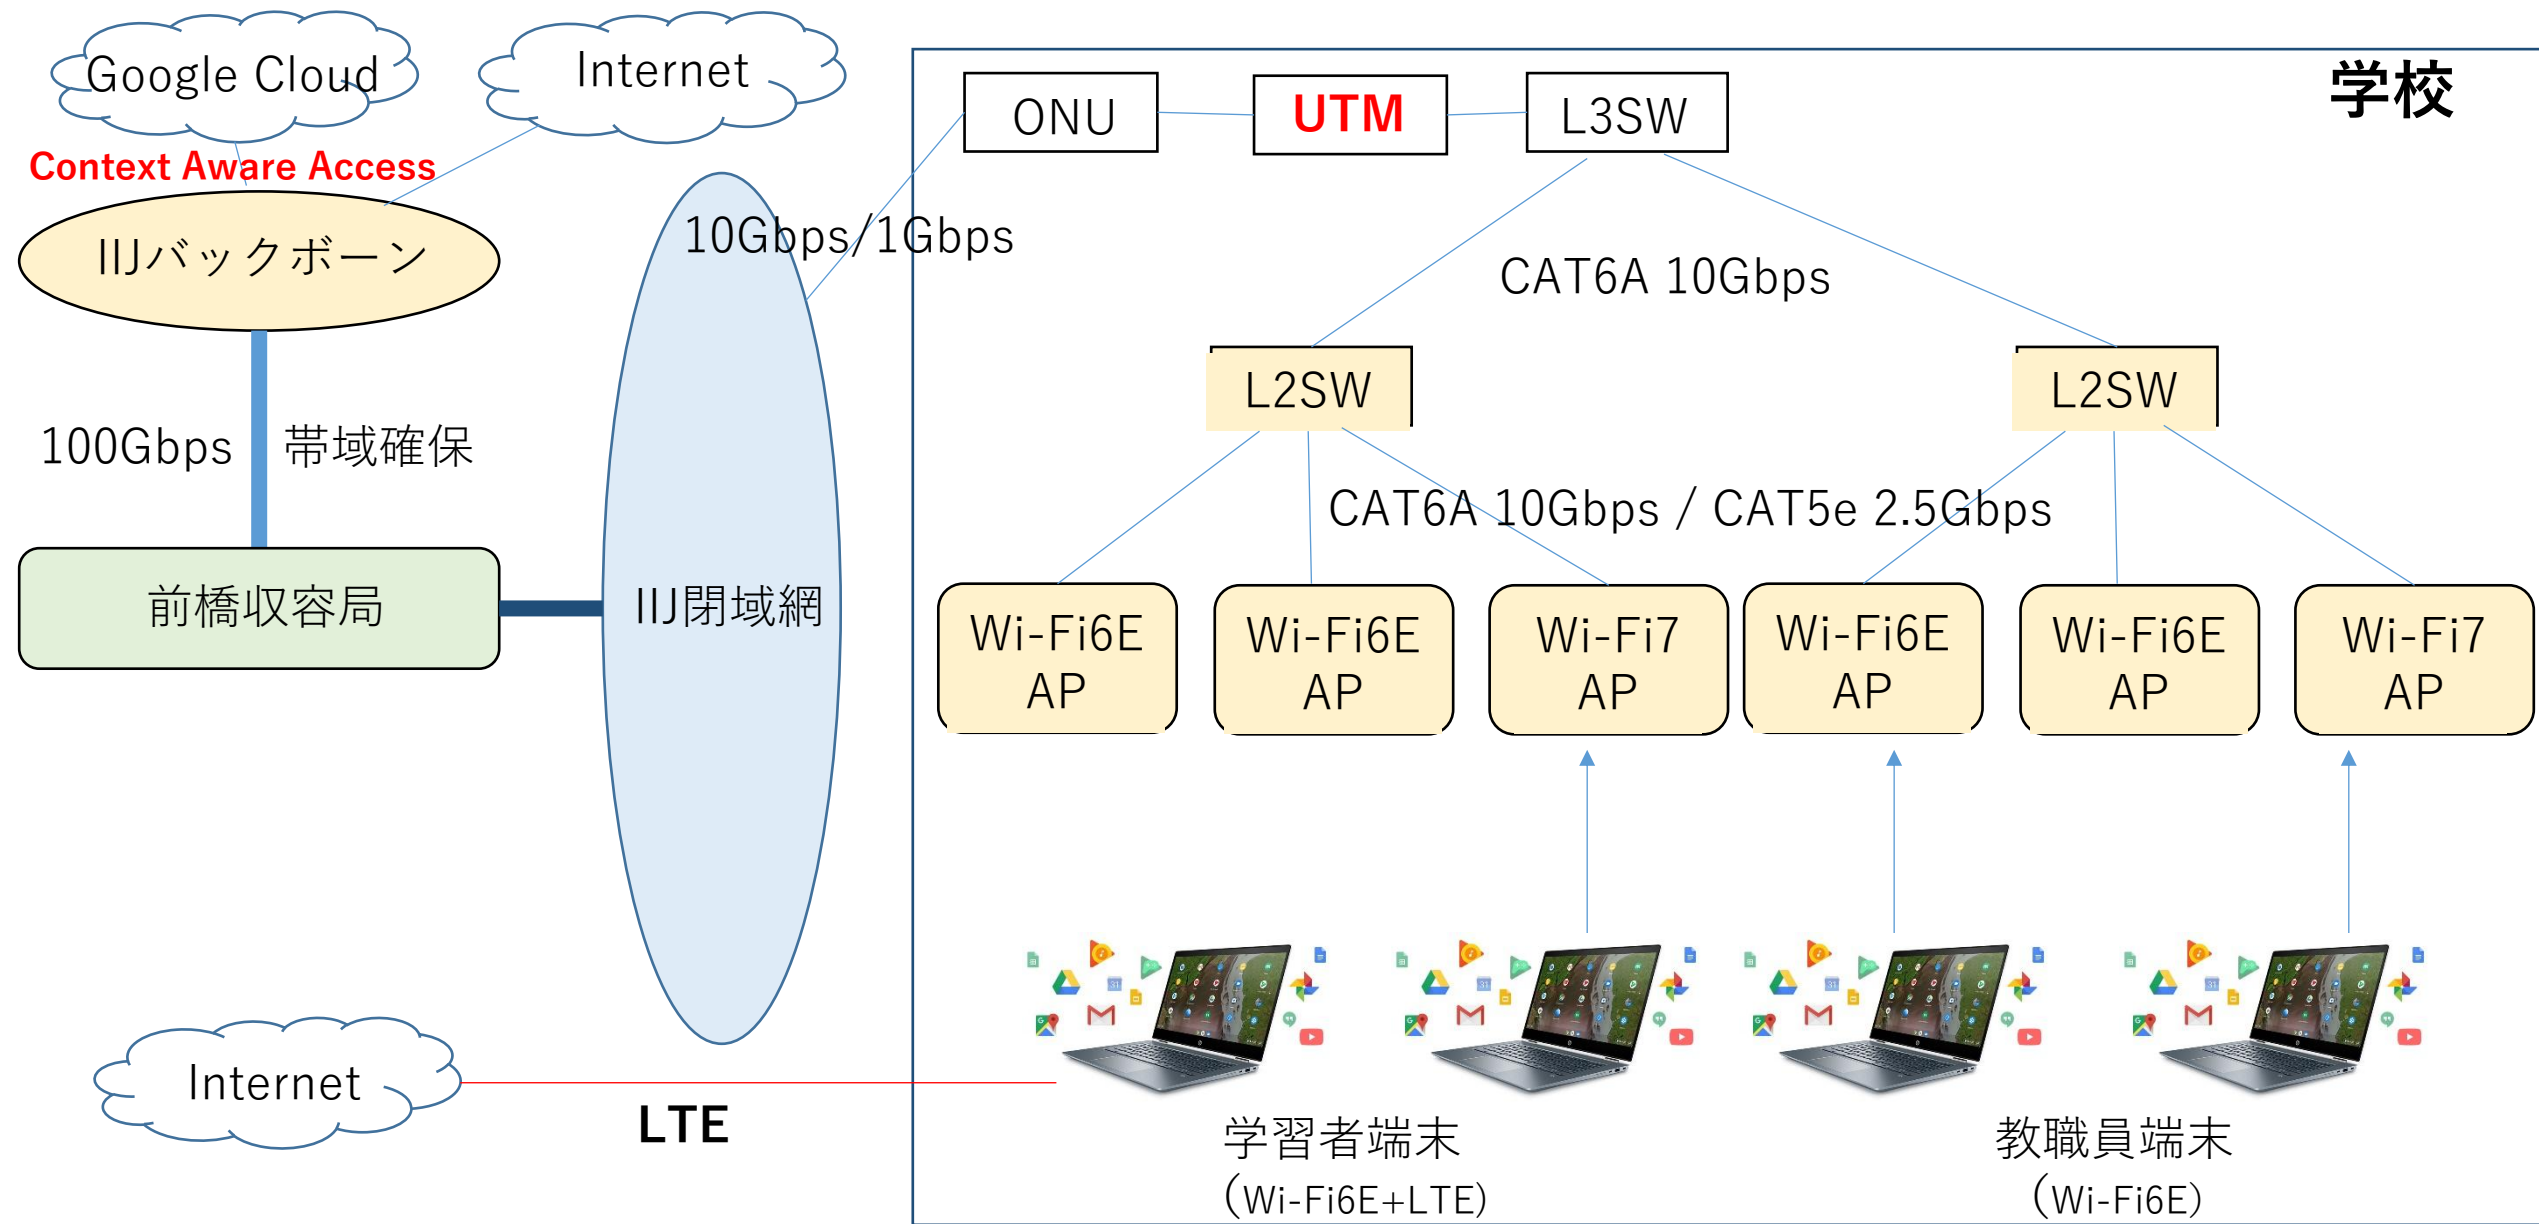 Google Cloud
Internet
Context Aware Access
IIJバックボーン
100Gbps
帯域確保
前橋収容局
IIJ閉域網
10Gbps/1Gbps
学校
ONU
UTM
L3SW
CAT6A 10Gbps
L2SW
L2SW
CAT6A 10Gbps / CAT5e 2.5Gbps
Wi-Fi6E
AP
Wi-Fi6E
AP
Wi-Fi7
AP
Wi-Fi6E
AP
Wi-Fi6E
AP
Wi-Fi7
AP
Internet
LTE
学習者端末
（Wi-Fi6E+LTE)
教職員端末
（Wi-Fi6E)